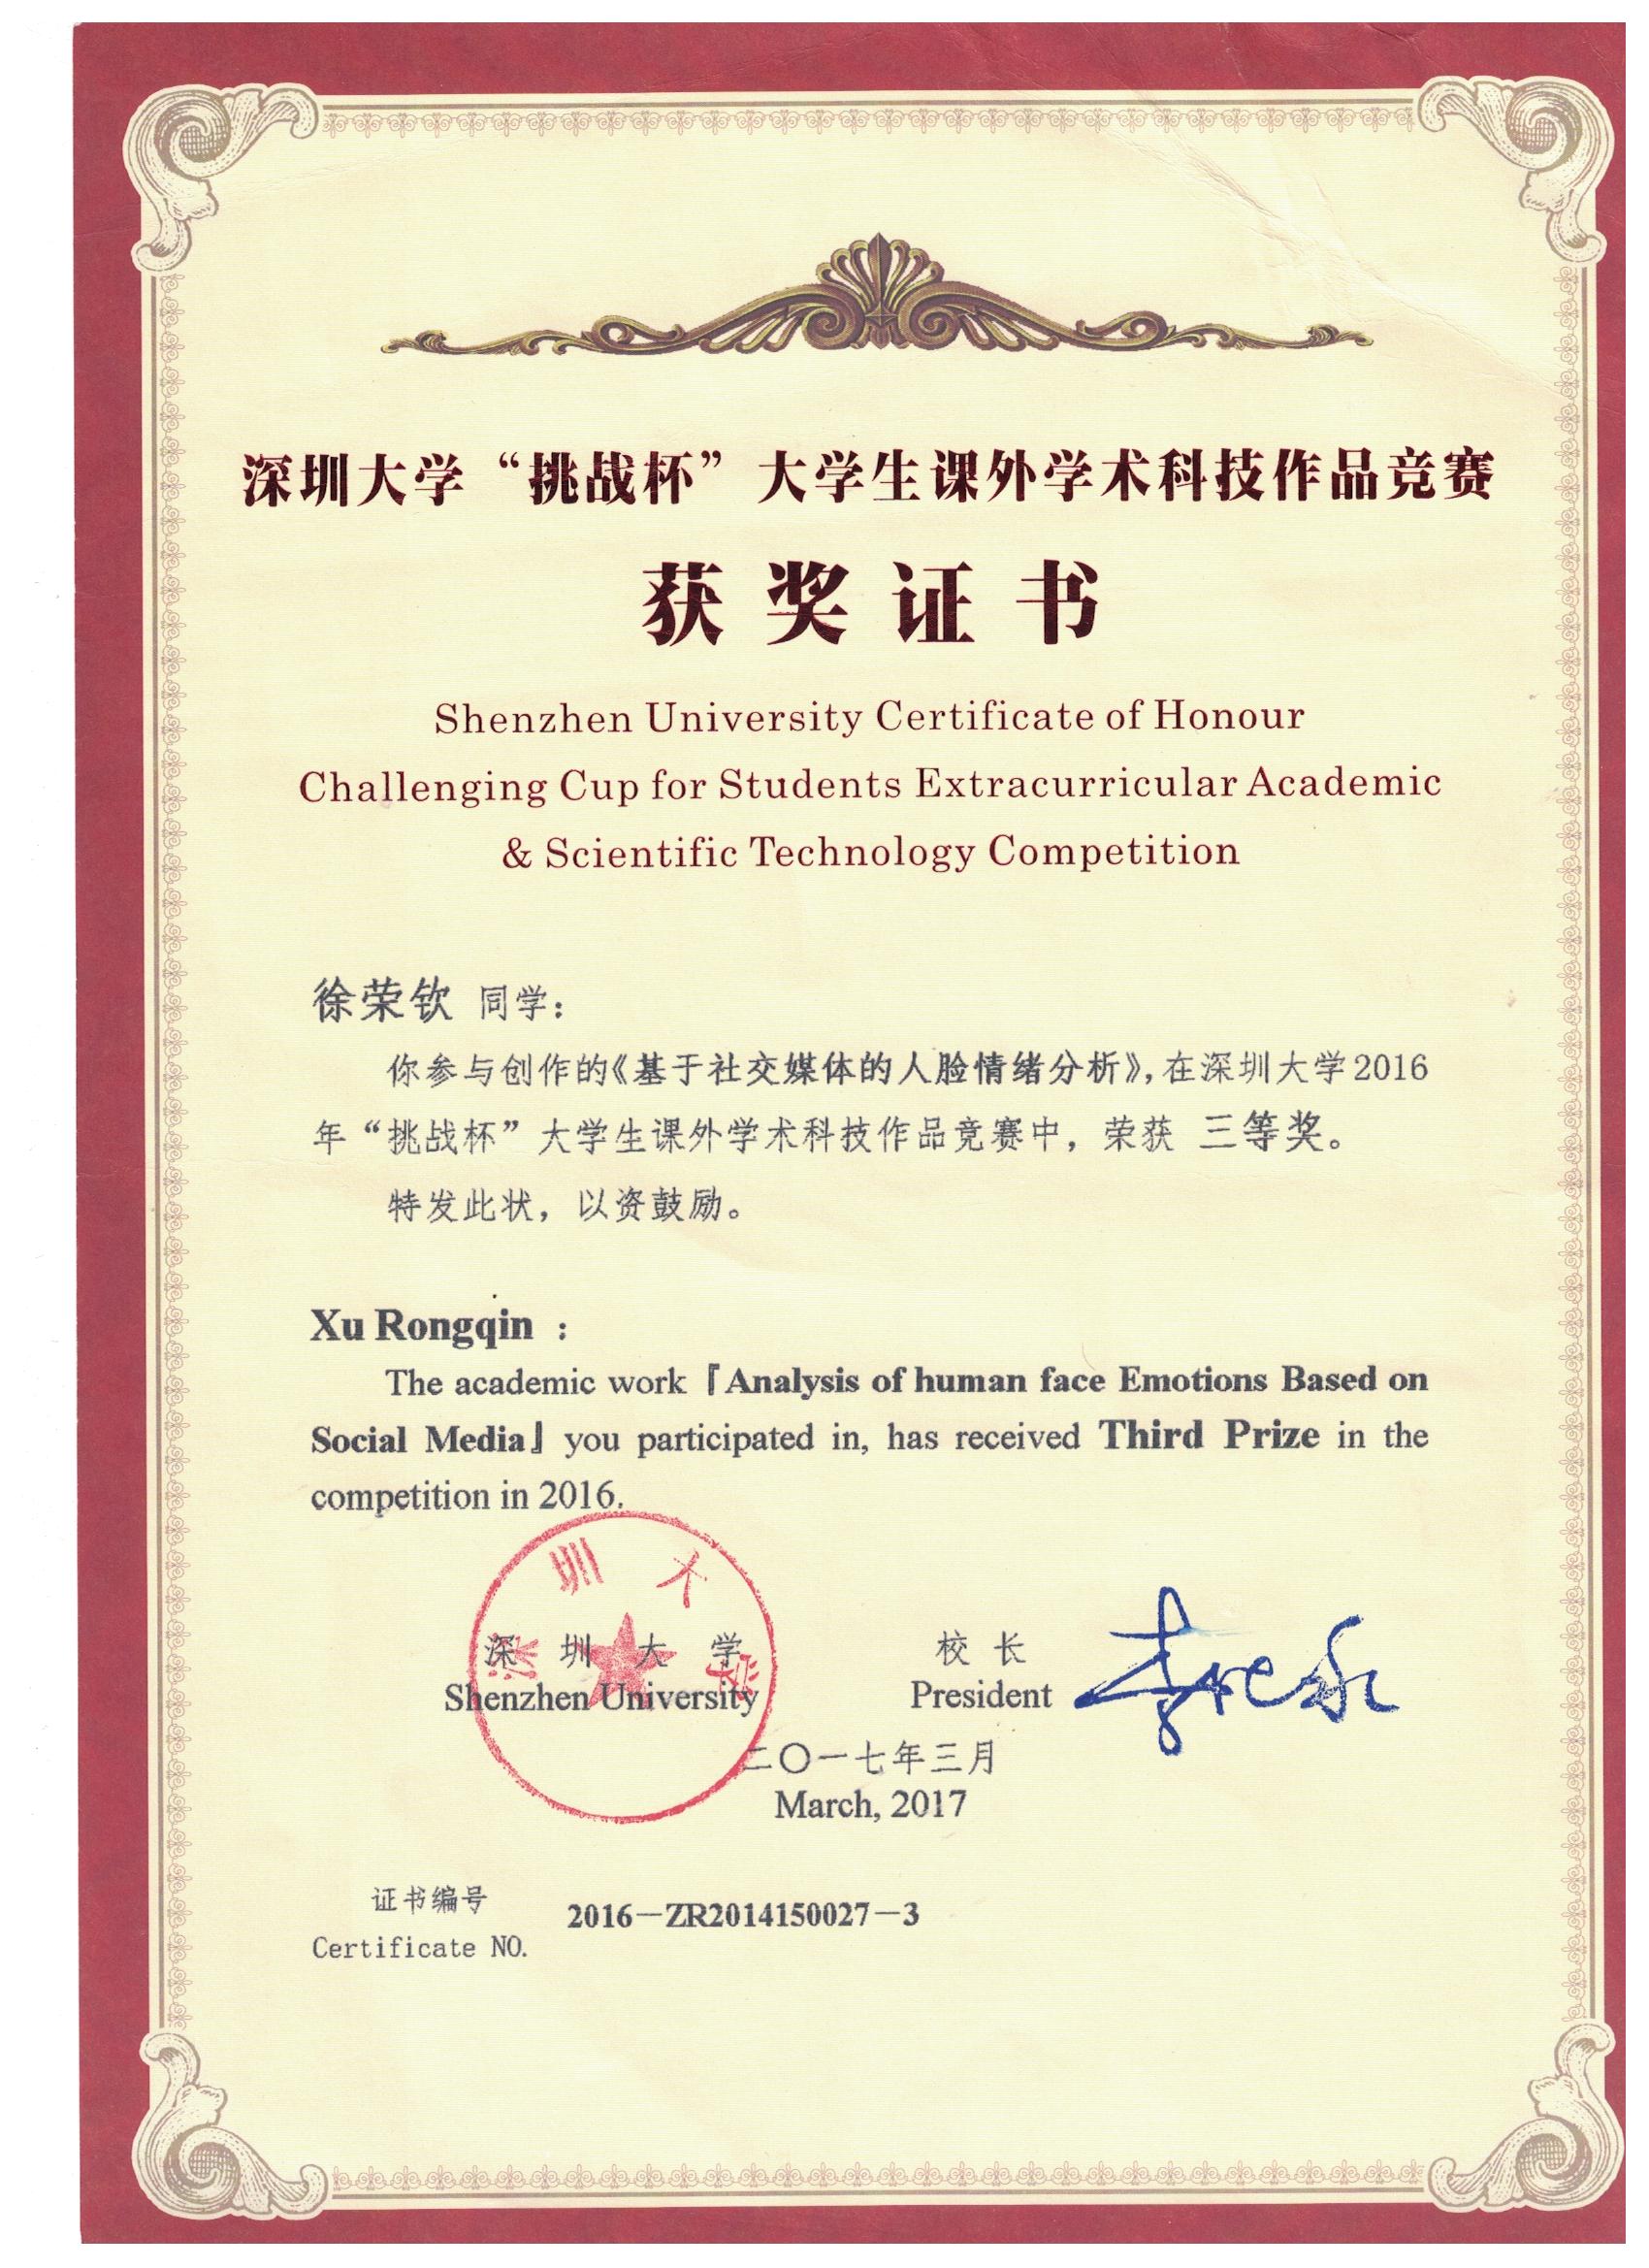 深圳大学“挑战杯”大学生课外学术科技作品竞赛
获奖证书
Shenzhen University Certificate of Honour
Challenging Cup for Students Extracurricular Academic
& Scientific Technology Competition
徐荣钦 同学：
你参与创作的《基于社交媒体的人脸情绪分析》，在深圳大学2016
年“挑战杯”大学生课外学术科技作品竞赛中，荣获 三等奖。
特发此状，以资鼓励。
Xu Rongqin ：
The academic work『Analysis of human face Emotions Based on
Social Media』you participated in, has received Third Prize in the
competition in 2016.
深圳大学
深圳大学
校长
Shenzhen University
President
二〇一七年三月
March, 2017
证书编号
2016－ZR2014150027－3
Certificate NO.